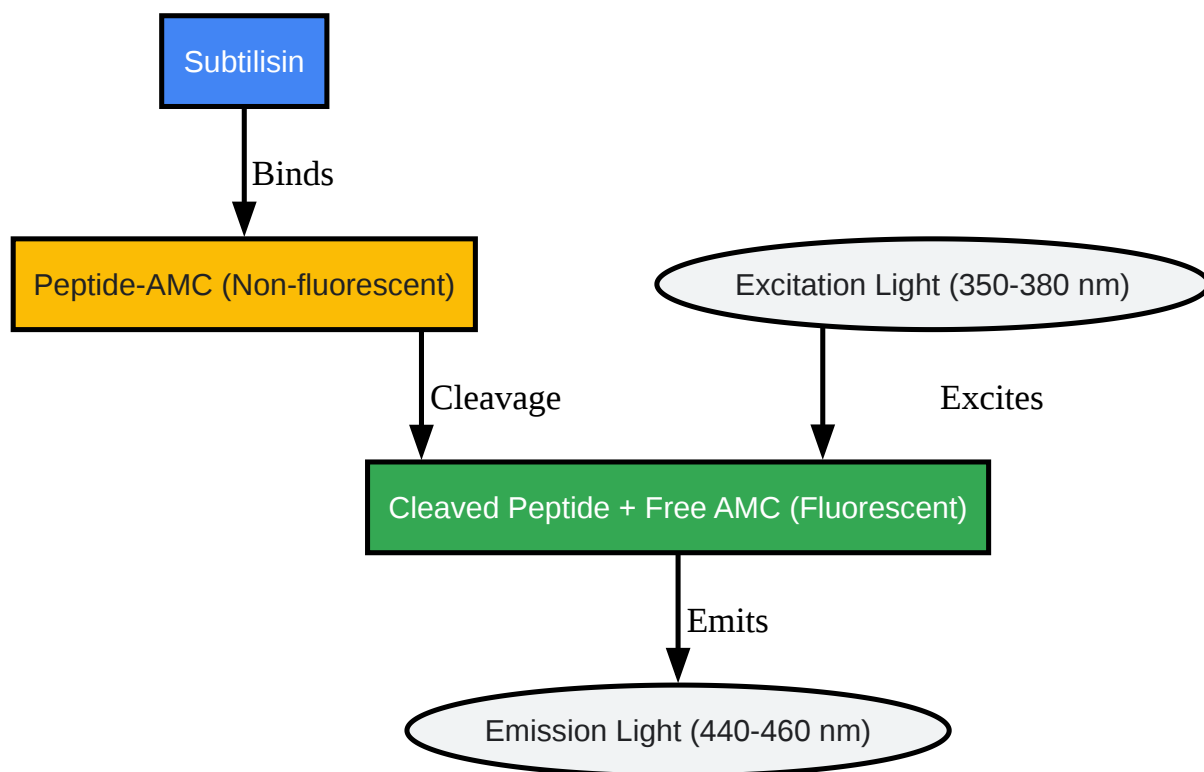 Subtilisin
Binds
Peptide-AMC (Non-fluorescent)
Excitation Light (350-380 nm)
Cleavage
Excites
Cleaved Peptide + Free AMC (Fluorescent)
Emits
Emission Light (440-460 nm)